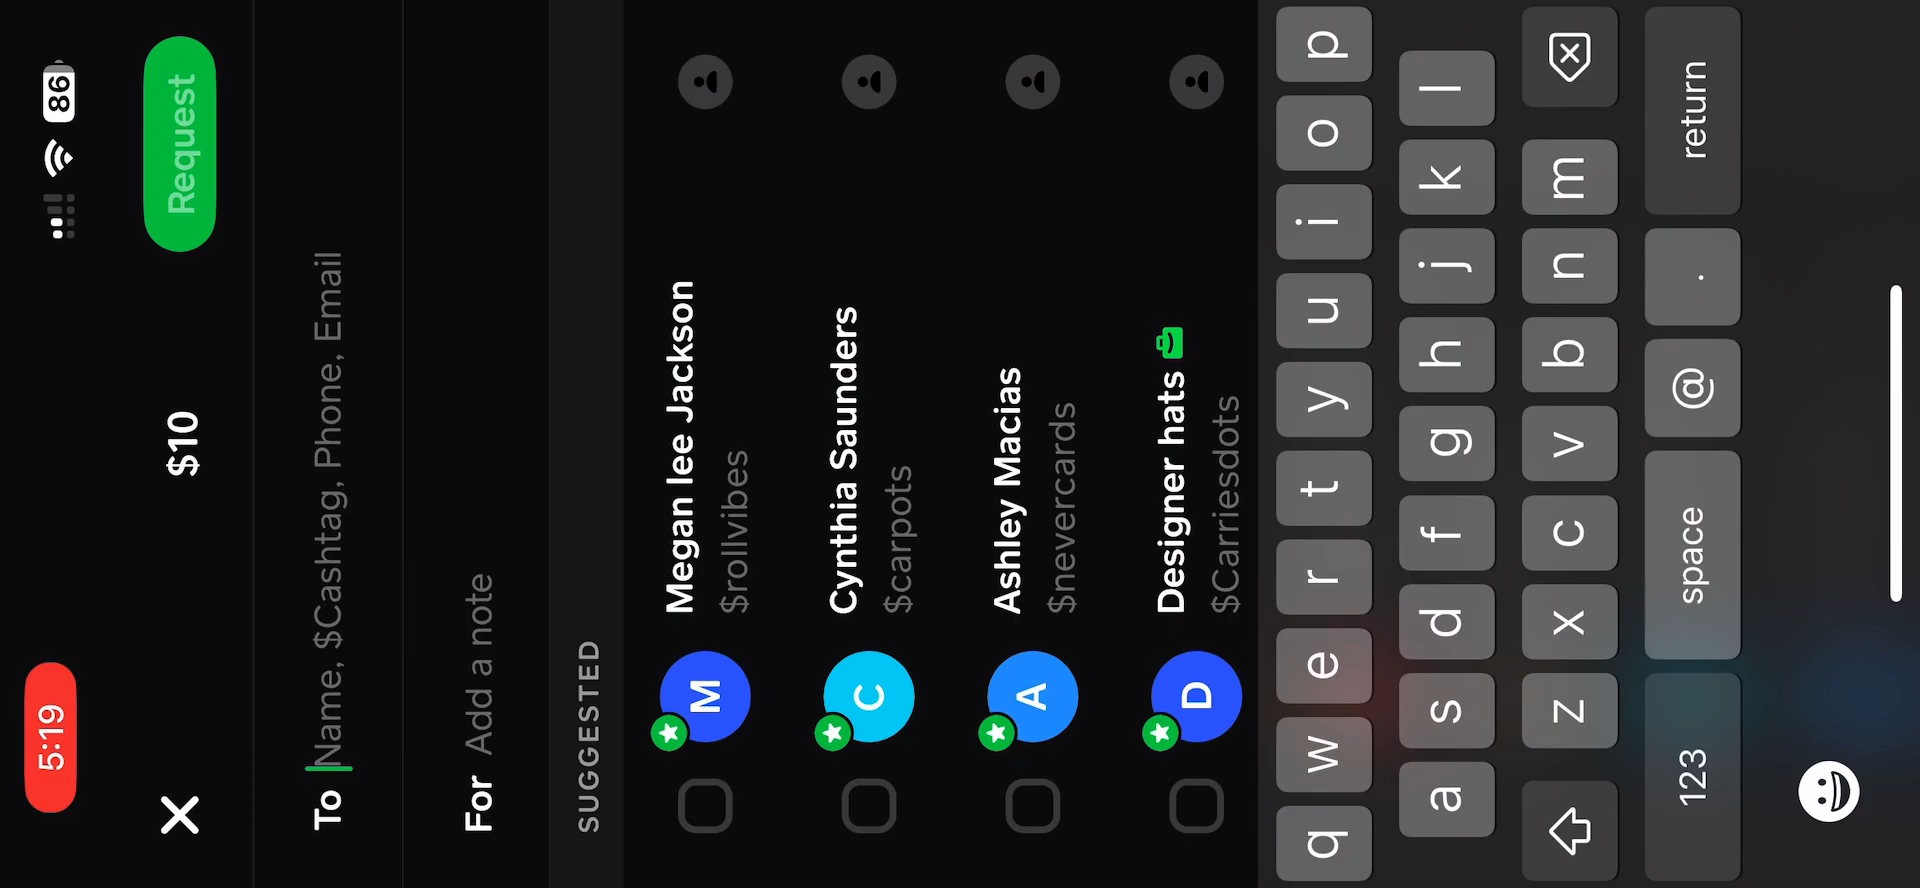 5:19
86
$10
Request
To Name, $Cashtag, Phone, Email
For Add a note
SUGGESTED
M
Megan lee Jackson
$rollvibes
C
Cynthia Saunders
$carpots
A
Ashley Macias
$nevercards
D
Designer hats
$Carriesdots
q w e r t y u i o p
a s d f g h j k l
z x c v b n m
123 space @ . return